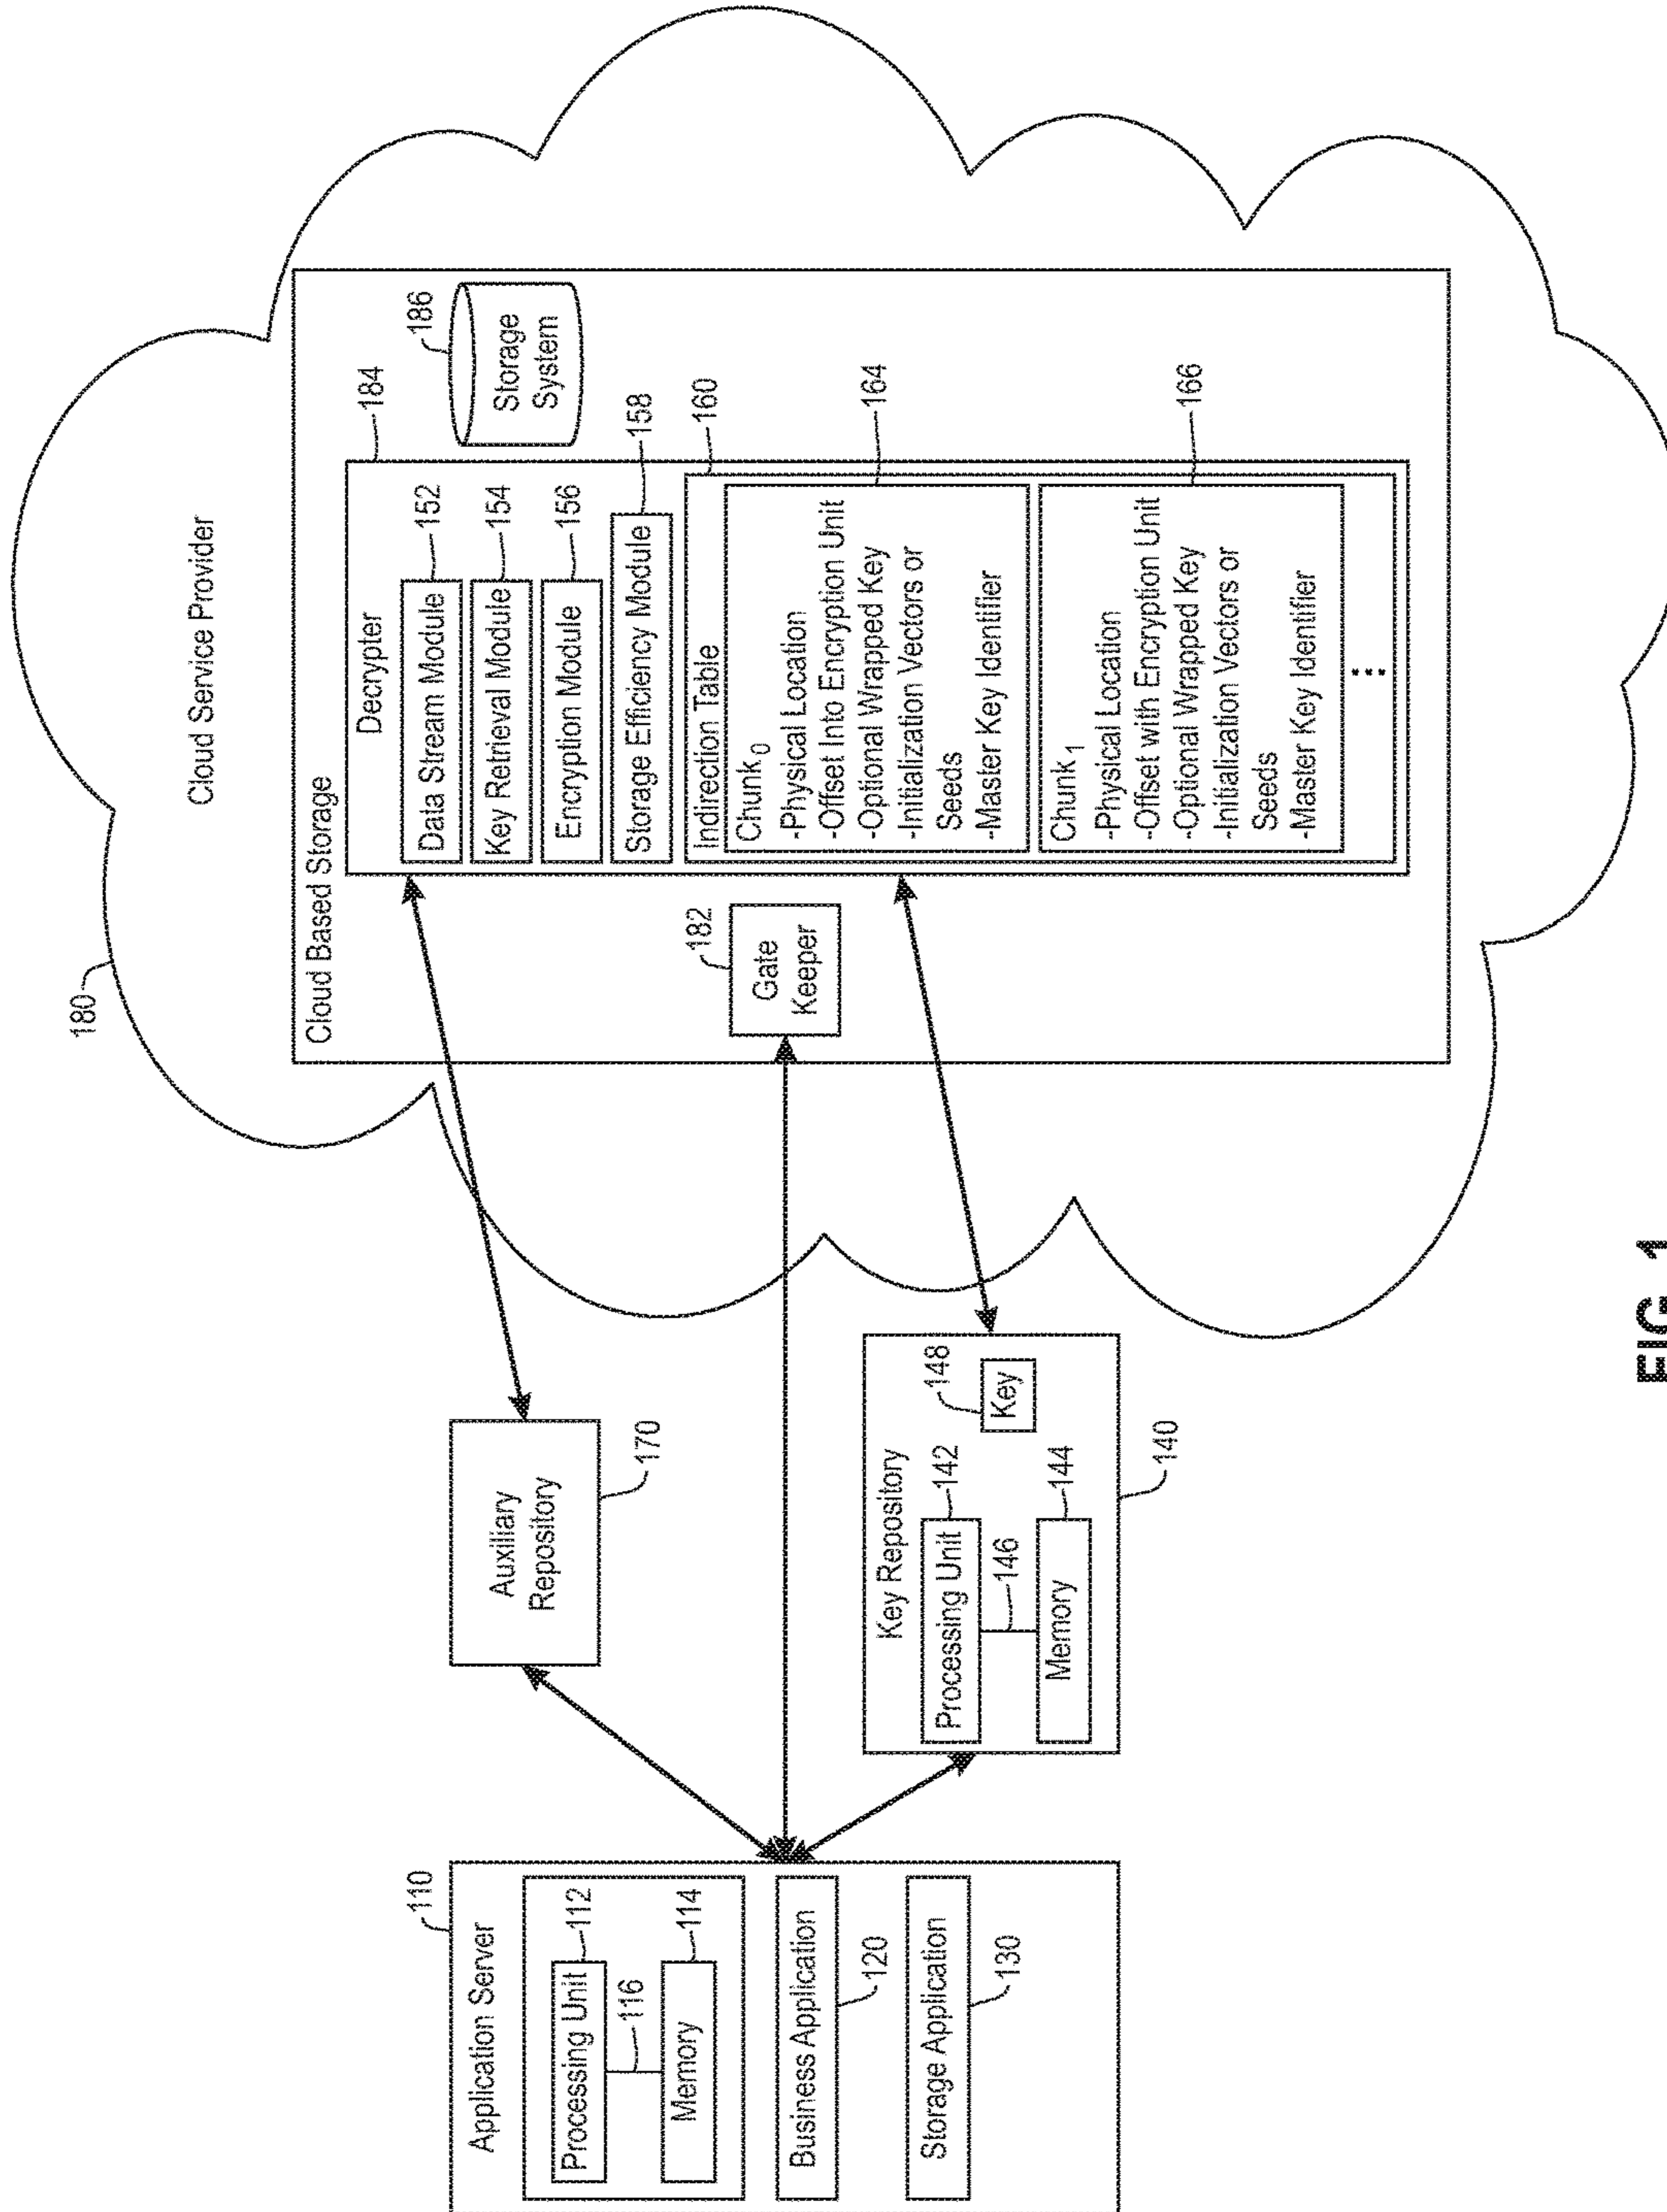 Cloud Service Provider
180
Cloud Based Storage
Decrypter
184
Data Stream Module
152
Key Retrieval Module
154
Encryption Module
156
Storage Efficiency Module
158
Indirection Table
160
Chunk0
-Physical Location
-Offset Into Encryption Unit
-Optional Wrapped Key
-Initialization Vectors or
Seeds
-Master Key Identifier
164
Chunk1
-Physical Location
-Offset with Encryption Unit
-Optional Wrapped Key
-Initialization Vectors or
Seeds
-Master Key Identifier
166
...
186
Storage
System
182
Gate
Keeper
Auxiliary
Repository
170
Key Repository
Processing Unit
142
146
Memory
144
148
Key
140
110
Application Server
Processing Unit
112
116
Memory
114
Business Application
120
Storage Application
130
FIG. 1